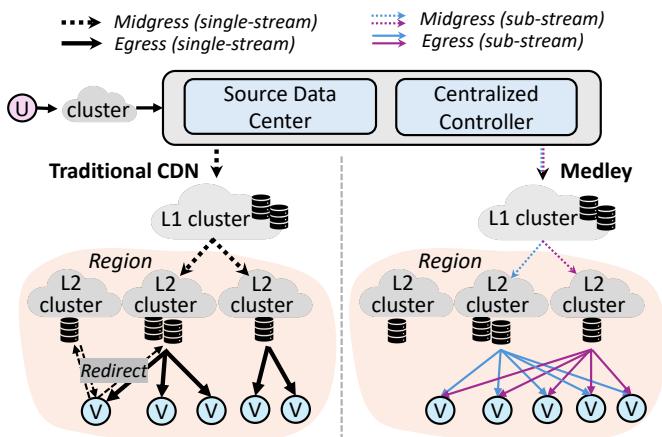 Midgress (single-stream)
Egress (single-stream)
Midgress (sub-stream)
Egress (sub-stream)
U
cluster
Source Data
Center
Centralized
Controller
Traditional CDN
Medley
L1 cluster
L1 cluster
Region
L2
cluster
L2
cluster
L2
cluster
Redirect
V
V
V
V
V
Region
L2
cluster
L2
cluster
L2
cluster
V
V
V
V
V